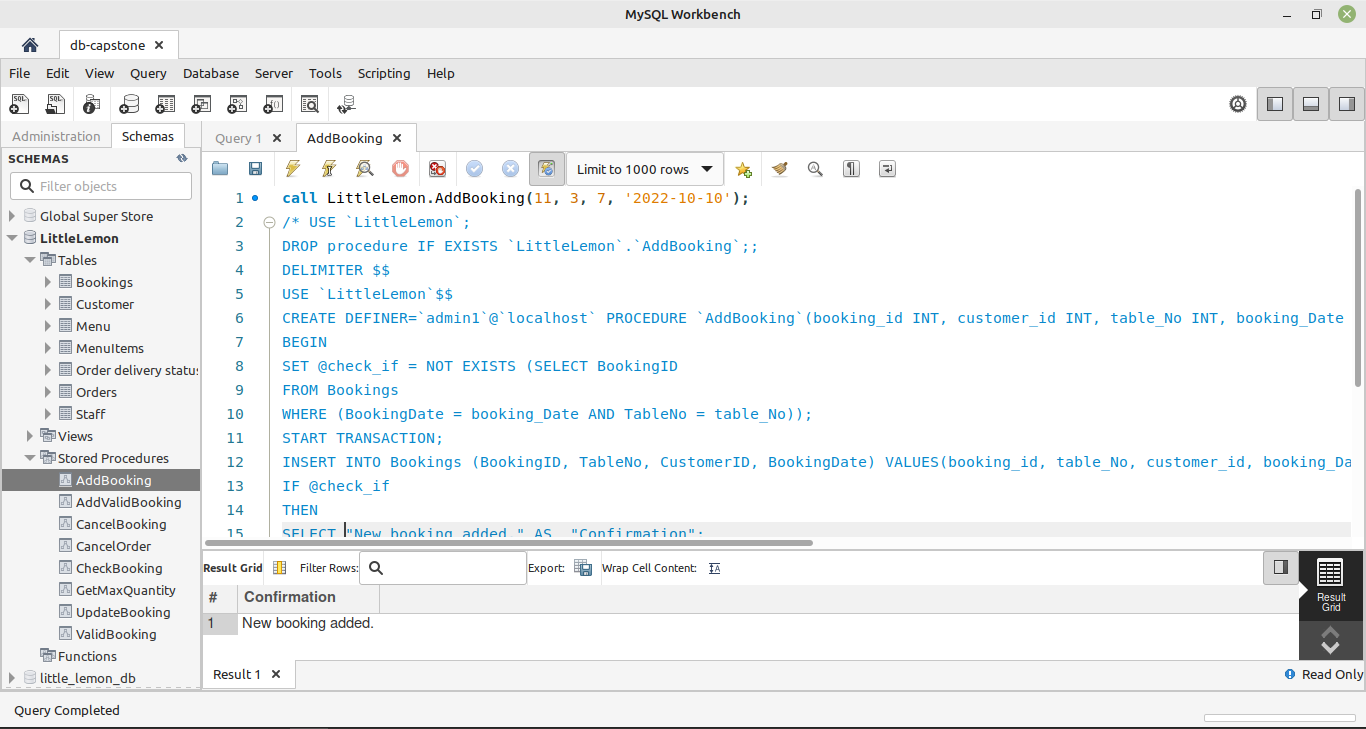 MySQL Workbench
db-capstone
File Edit View Query Database Server Tools Scripting Help
Administration Schemas
Query 1 AddBooking
SCHEMAS
Limit to 1000 rows
Filter objects
Global Super Store
LittleLemon
Tables
Bookings
Customer
Menu
MenuItems
Order delivery status
Orders
Staff
Views
Stored Procedures
AddBooking
AddValidBooking
CancelBooking
CancelOrder
CheckBooking
GetMaxQuantity
UpdateBooking
ValidBooking
Functions
little_lemon_db
1 call LittleLemon.AddBooking(11, 3, 7, '2022-10-10');
2 /* USE `LittleLemon`;
3 DROP procedure IF EXISTS `LittleLemon`.`AddBooking`;;
4 DELIMITER $$
5 USE `LittleLemon`$$
6 CREATE DEFINER=`admin1`@`localhost` PROCEDURE `AddBooking`(booking_id INT, customer_id INT, table_No INT, booking_Date
7 BEGIN
8 SET @check_if = NOT EXISTS (SELECT BookingID
9 FROM Bookings
10 WHERE (BookingDate = booking_Date AND TableNo = table_No));
11 START TRANSACTION;
12 INSERT INTO Bookings (BookingID, TableNo, CustomerID, BookingDate) VALUES(booking_id, table_No, customer_id, booking_Da
13 IF @check_if
14 THEN
15 SELECT "New booking added." AS "Confirmation";
Result Grid Filter Rows: Export: Wrap Cell Content:
# Confirmation
1 New booking added.
Result Grid
Result 1
Read Only
Query Completed